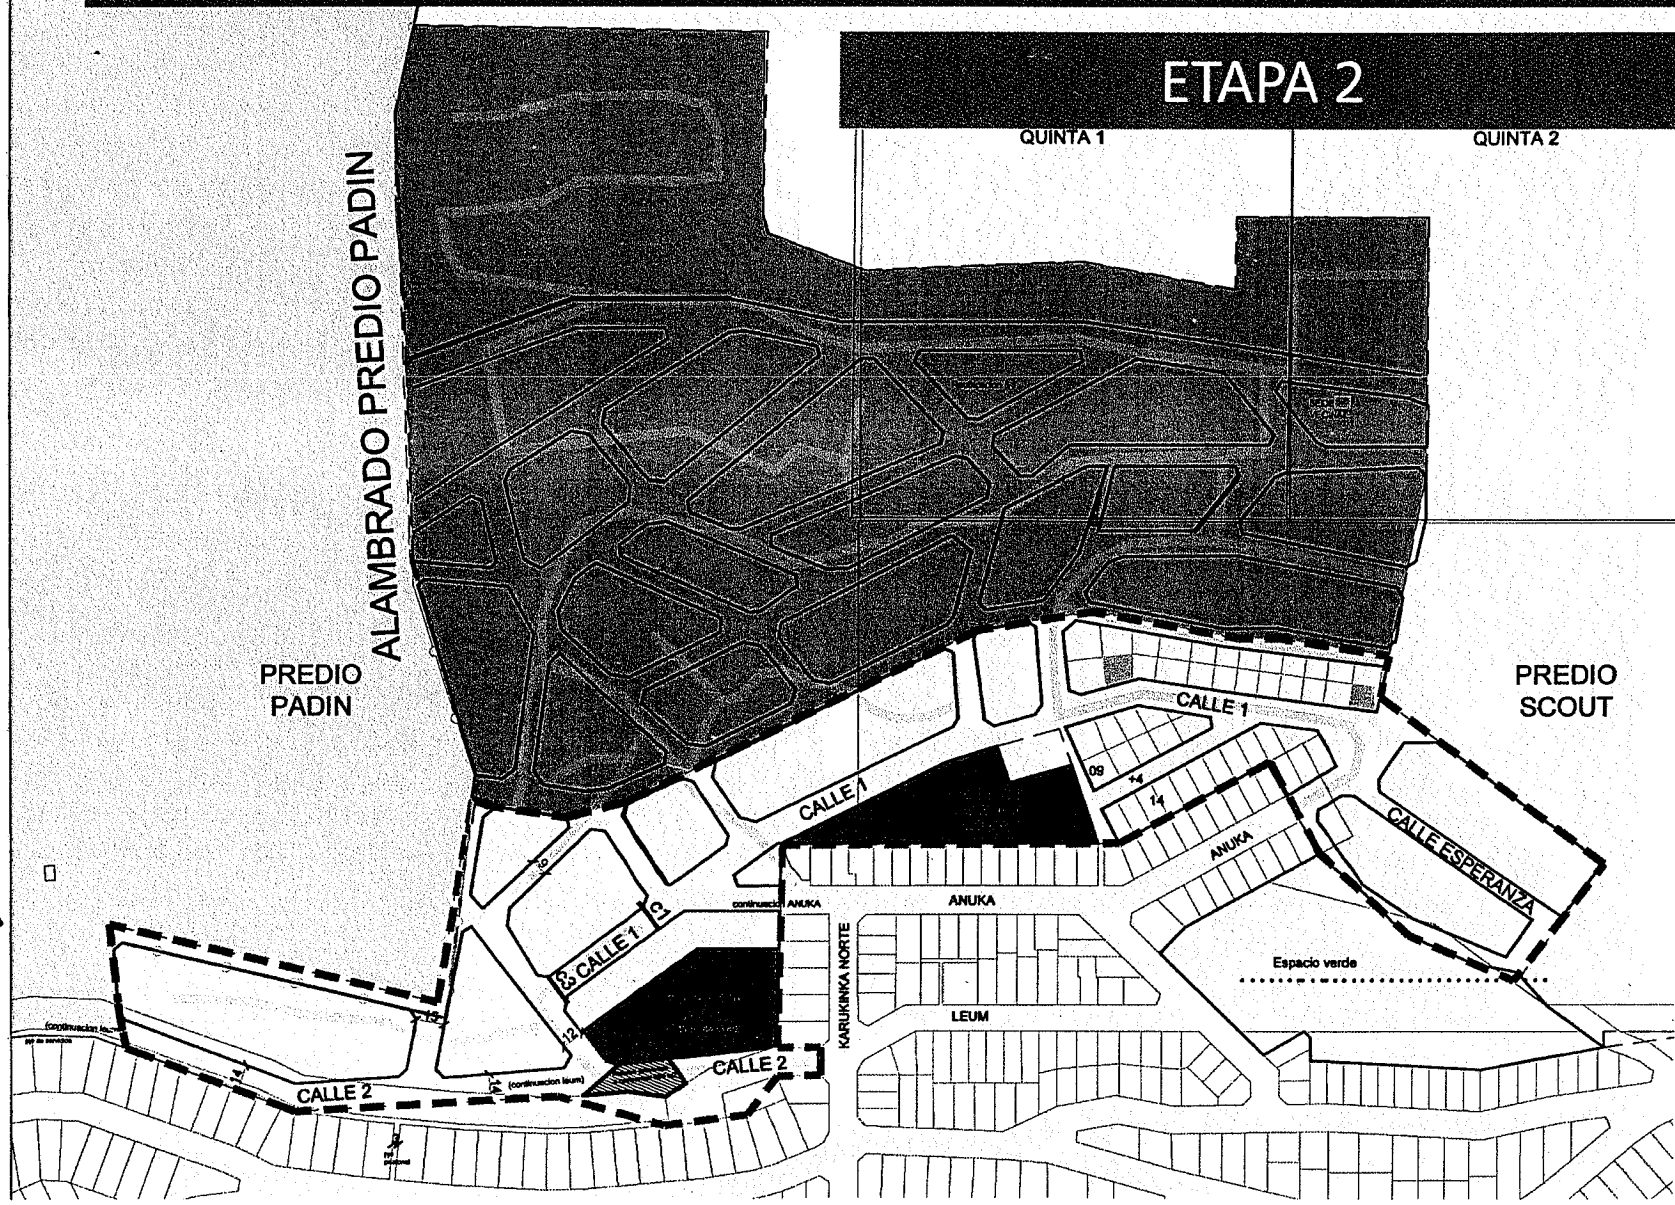 ETAPA 2
QUINTA 1
QUINTA 2
ALAMBRADO PREDIO PADIN
PREDIO
PADIN
PREDIO
SCOUT
CALLE 1
CALLE 1
09
14
ANUKA
CALLE ESPERANZA
ANUKA
ANUKA
CALLE 1
KARUKINKA NORTE
Espacio verde
LEUM
12
CALLE 2
CALLE 2
(continuacion leum)
14
14